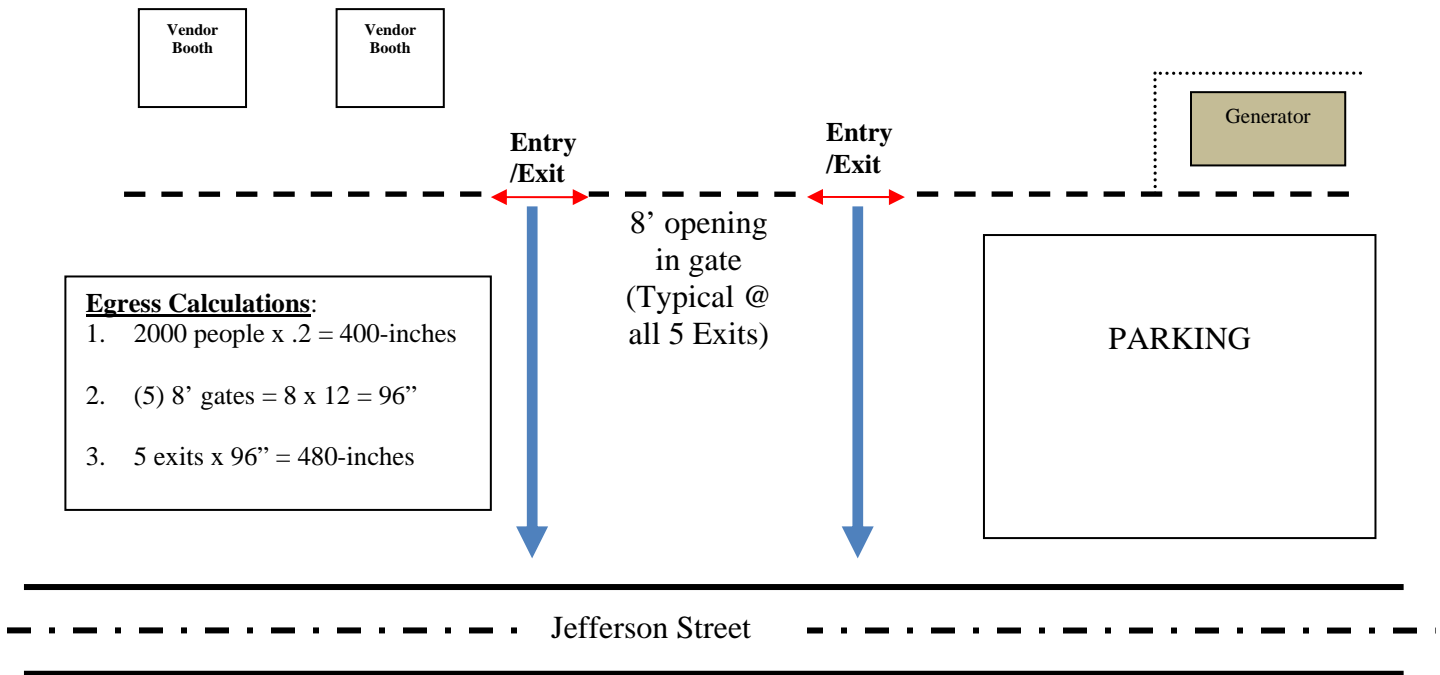 Vendor
Booth
Vendor
Booth
Generator
Entry
/Exit
Entry
/Exit
8’ opening
in gate
(Typical @
all 5 Exits)
Egress Calculations:
1. 2000 people x .2 = 400-inches
2. (5) 8’ gates = 8 x 12 = 96”
3. 5 exits x 96” = 480-inches
PARKING
Jefferson Street